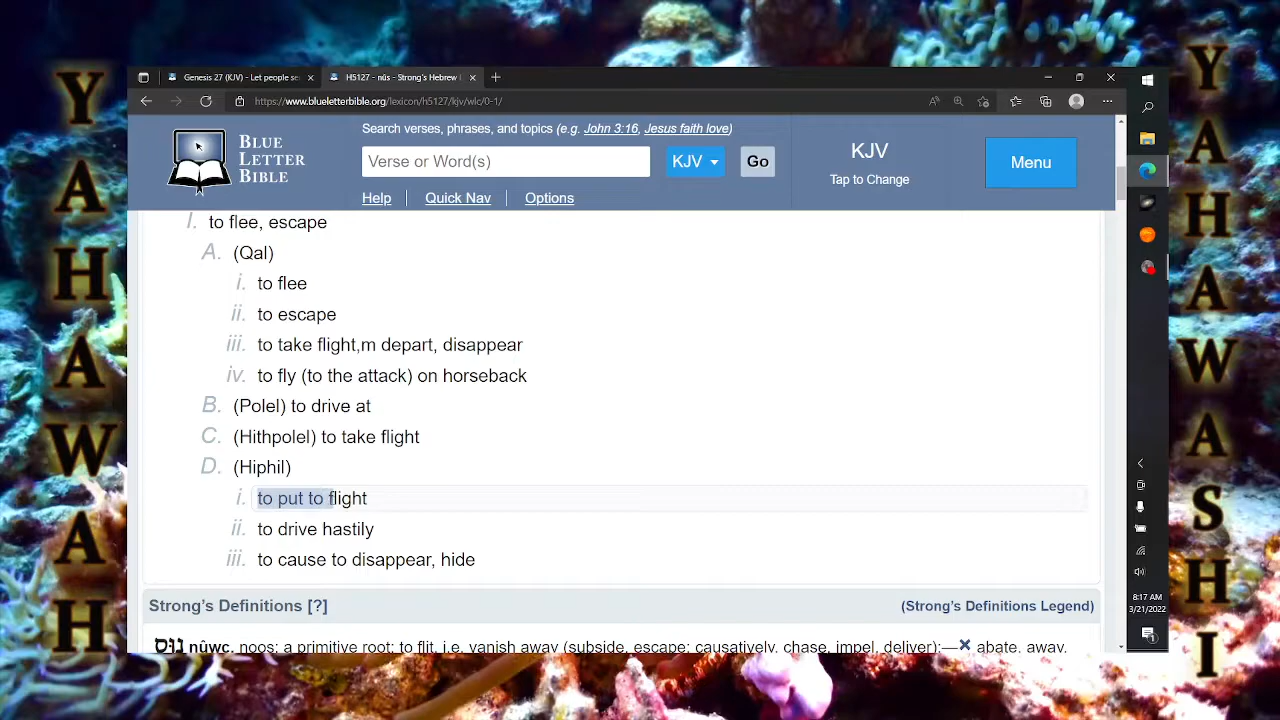 YAHAWAH
Genesis 27 (KJV) - Let people se
H5127 - nûs - Strong's Hebrew
https://www.blueletterbible.org/lexicon/h5127/kjv/wlc/0-1/
BLUE
LETTER
BIBLE
Search verses, phrases, and topics (e.g. John 3:16, Jesus faith love)
Verse or Word(s)
KJV
Go
Help
Quick Nav
Options
KJV
Tap to Change
Menu
I. to flee, escape
A. (Qal)
i. to flee
ii. to escape
iii. to take flight,m depart, disappear
iv. to fly (to the attack) on horseback
B. (Polel) to drive at
C. (Hithpolel) to take flight
D. (Hiphil)
i. to put to flight
ii. to drive hastily
iii. to cause to disappear, hide
Strong's Definitions [?]
(Strong's Definitions Legend)
נוּס nûwç, noos; a primitive root; to flit, vanish away (subside, escape; causatively, chase, impel, deliver):—× abate, away,
8:17 AM
3/21/2022
1
YAHAWASHI